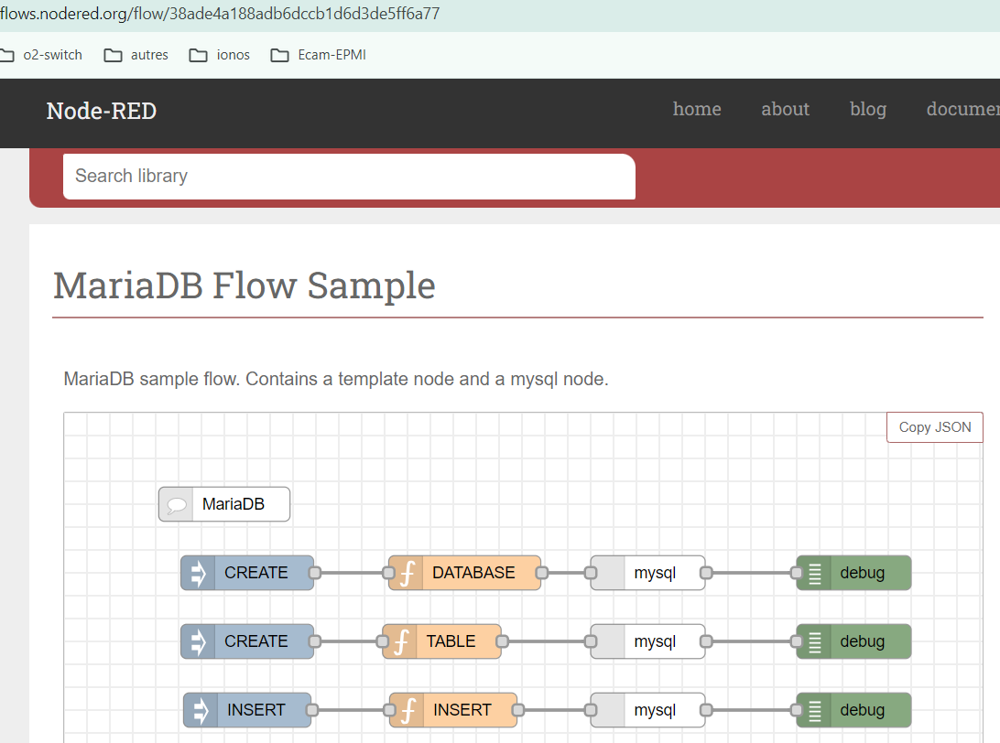 flows.nodered.org/flow/38ade4a188adb6dccb1d6d3de5ff6a77
o2-switch autres ionos Ecam-EPMI
Node-RED home about blog documen
Search library
MariaDB Flow Sample
MariaDB sample flow. Contains a template node and a mysql node.
Copy JSON
MariaDB
CREATE DATABASE mysql debug
CREATE TABLE mysql debug
INSERT INSERT mysql debug